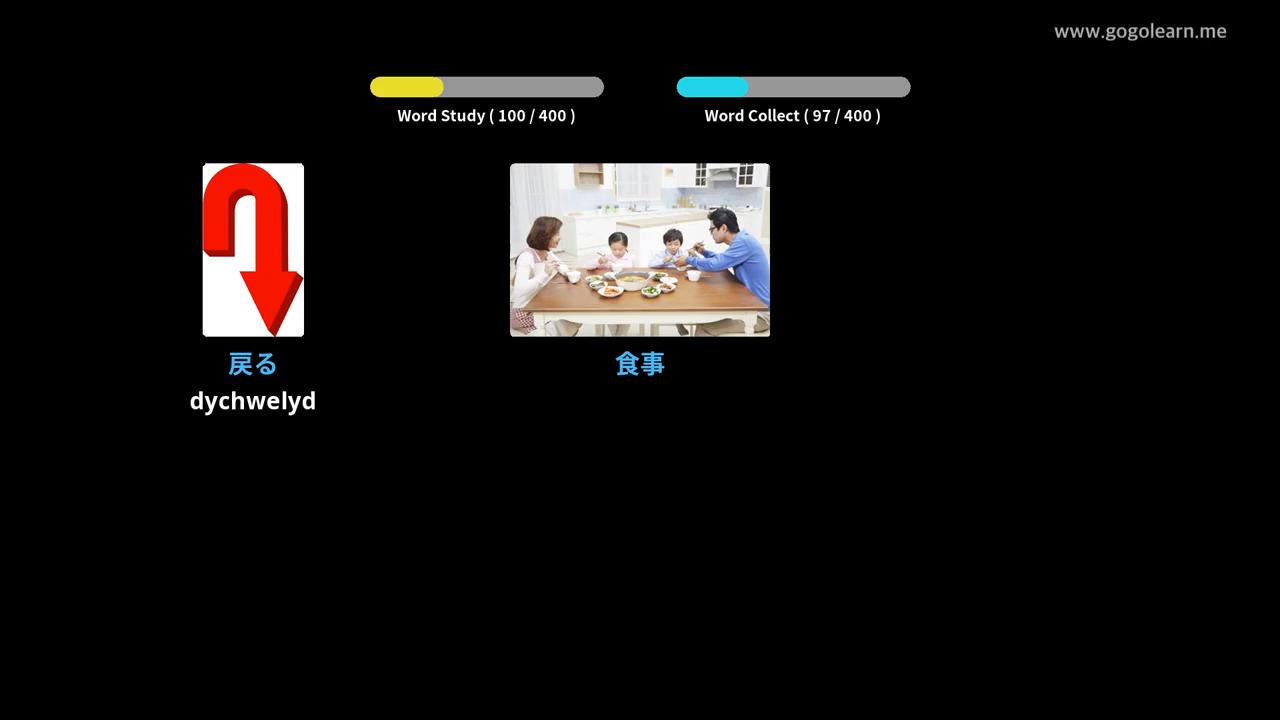 www.gogolearn.me
Word Study ( 100 / 400 )
Word Collect ( 97 / 400 )
戻る
食事
dychwelyd